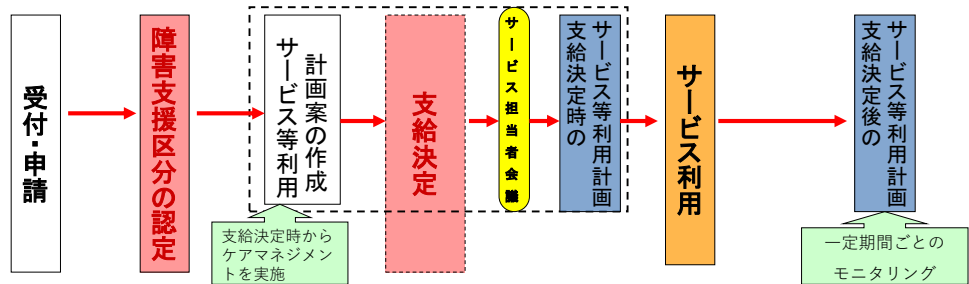 受付・申請
障害支援区分の認定
サービス等利用
計画案の作成
支給決定時から
ケアマネジメン
トを実施
支給決定
サービス担当者会議
支給決定時の
サービス等利用計画
サービス利用
支給決定後の
サービス等利用計画
一定期間ごとの
モニタリング